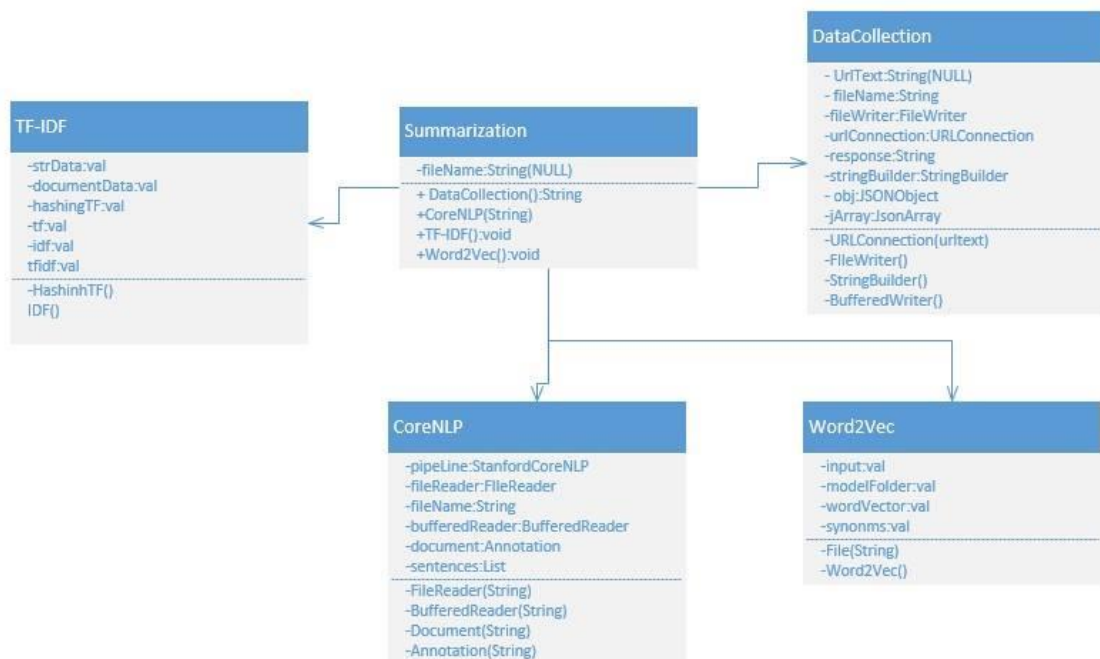 DataCollection
- UrlText:String(NULL)
- fileName:String
-fileWriter:FileWriter
-urlConnection:URLConnection
-response:String
-stringBuilder:StringBuilder
- obj:JSONObject
-jArray:JsonArray
-URLConnection(urltext)
-FIleWriter()
-StringBuilder()
-BufferedWriter()
TF-IDF
-strData:val
-documentData:val
-hashingTF:val
-tf:val
-idf:val
tfidf:val
-HashinhTF()
IDF()
Summarization
-fileName:String(NULL)
+ DataCollection():String
+CoreNLP(String)
+TF-IDF():void
+Word2Vec():void
CoreNLP
-pipeLine:StanfordCoreNLP
-fileReader:FIleReader
-fileName:String
-bufferedReader:BufferedReader
-document:Annotation
-sentences:List
-FileReader(String)
-BufferedReader(String)
-Document(String)
-Annotation(String)
Word2Vec
-input:val
-modelFolder:val
-wordVector:val
-synonms:val
-File(String)
-Word2Vec()